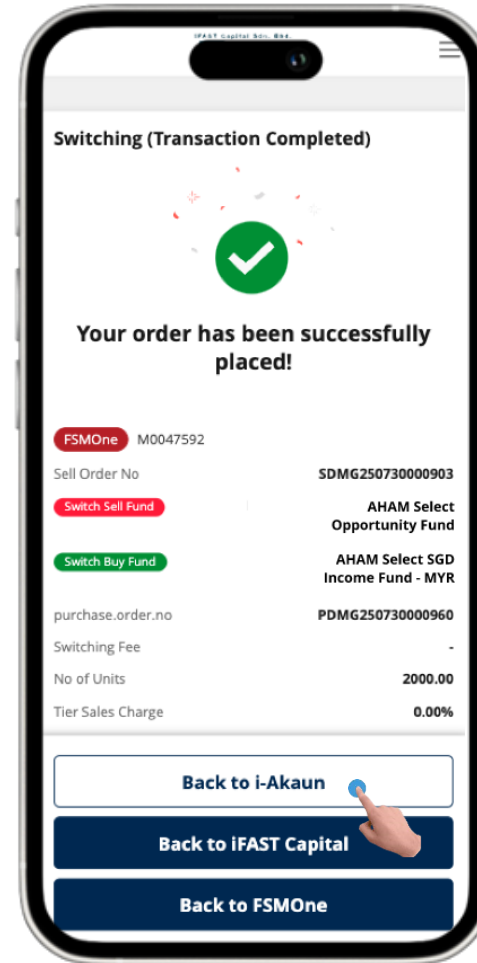 iFAST Capital Sdn. Bhd.
Switching (Transaction Completed)
Your order has been successfully
placed!
FSMOne M0047592
Sell Order No SDMG250730000903
Switch Sell Fund AHAM Select
Opportunity Fund
Switch Buy Fund AHAM Select SGD
Income Fund - MYR
purchase.order.no PDMG250730000960
Switching Fee -
No of Units 2000.00
Tier Sales Charge 0.00%
Back to i-Akaun
Back to iFAST Capital
Back to FSMOne